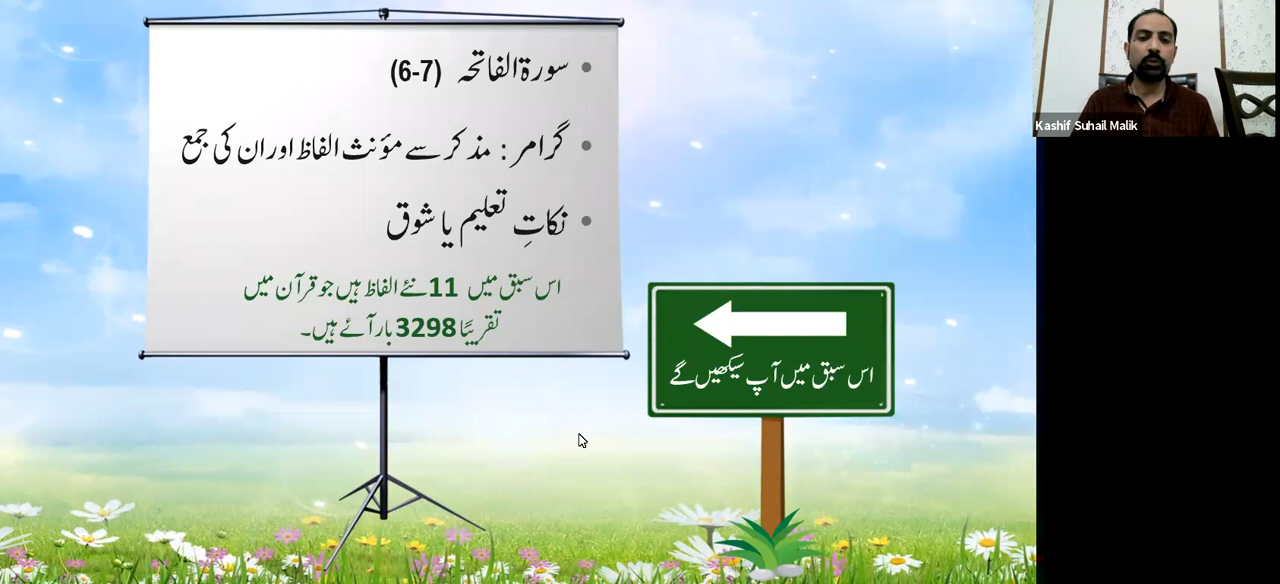 سورۃ الفاتحہ (6-7)
گرامر : مذکر سے مؤنث الفاظ اور ان کی جمع
نکاتِ تعلیم یا شوق
اس سبق میں 11 نئے الفاظ ہیں جو قرآن میں
تقریبًا 3298 بار آئے ہیں۔
اس سبق میں آپ سیکھیں گے
Kashif Suhail Malik